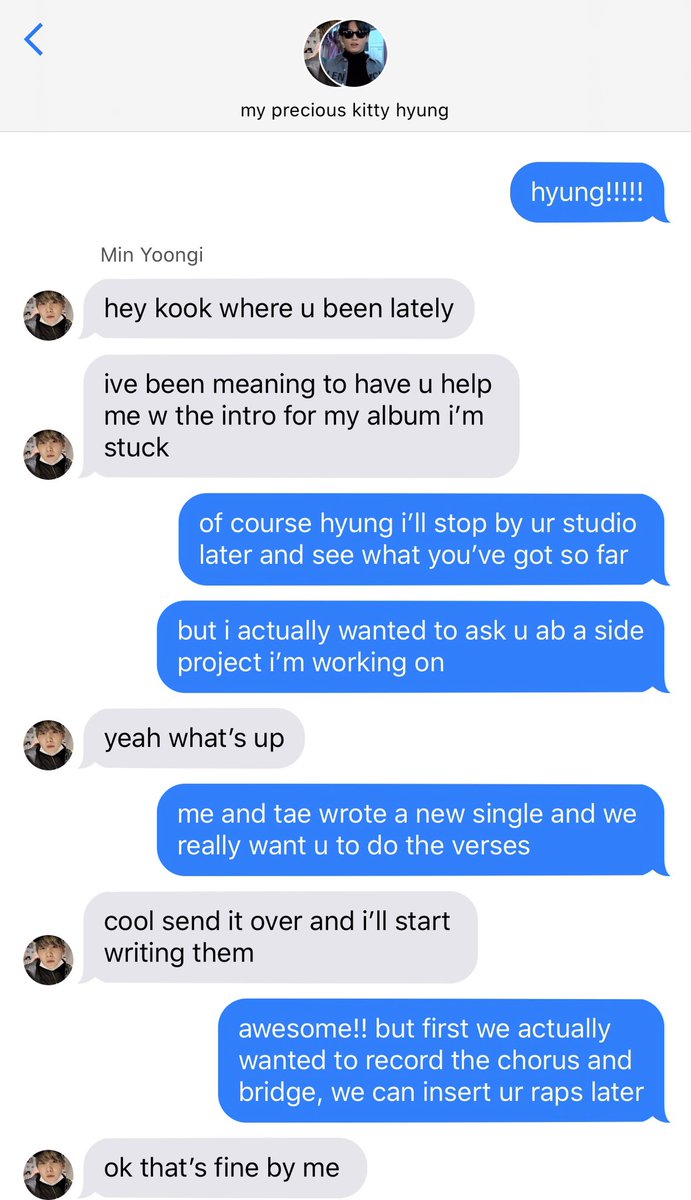 my precious kitty hyung
hyung!!!!!
Min Yoongi
hey kook where u been lately
ive been meaning to have u help
me w the intro for my album i’m
stuck
of course hyung i’ll stop by ur studio
later and see what you’ve got so far
but i actually wanted to ask u ab a side
project i’m working on
yeah what’s up
me and tae wrote a new single and we
really want u to do the verses
cool send it over and i’ll start
writing them
awesome!! but first we actually
wanted to record the chorus and
bridge, we can insert ur raps later
ok that’s fine by me